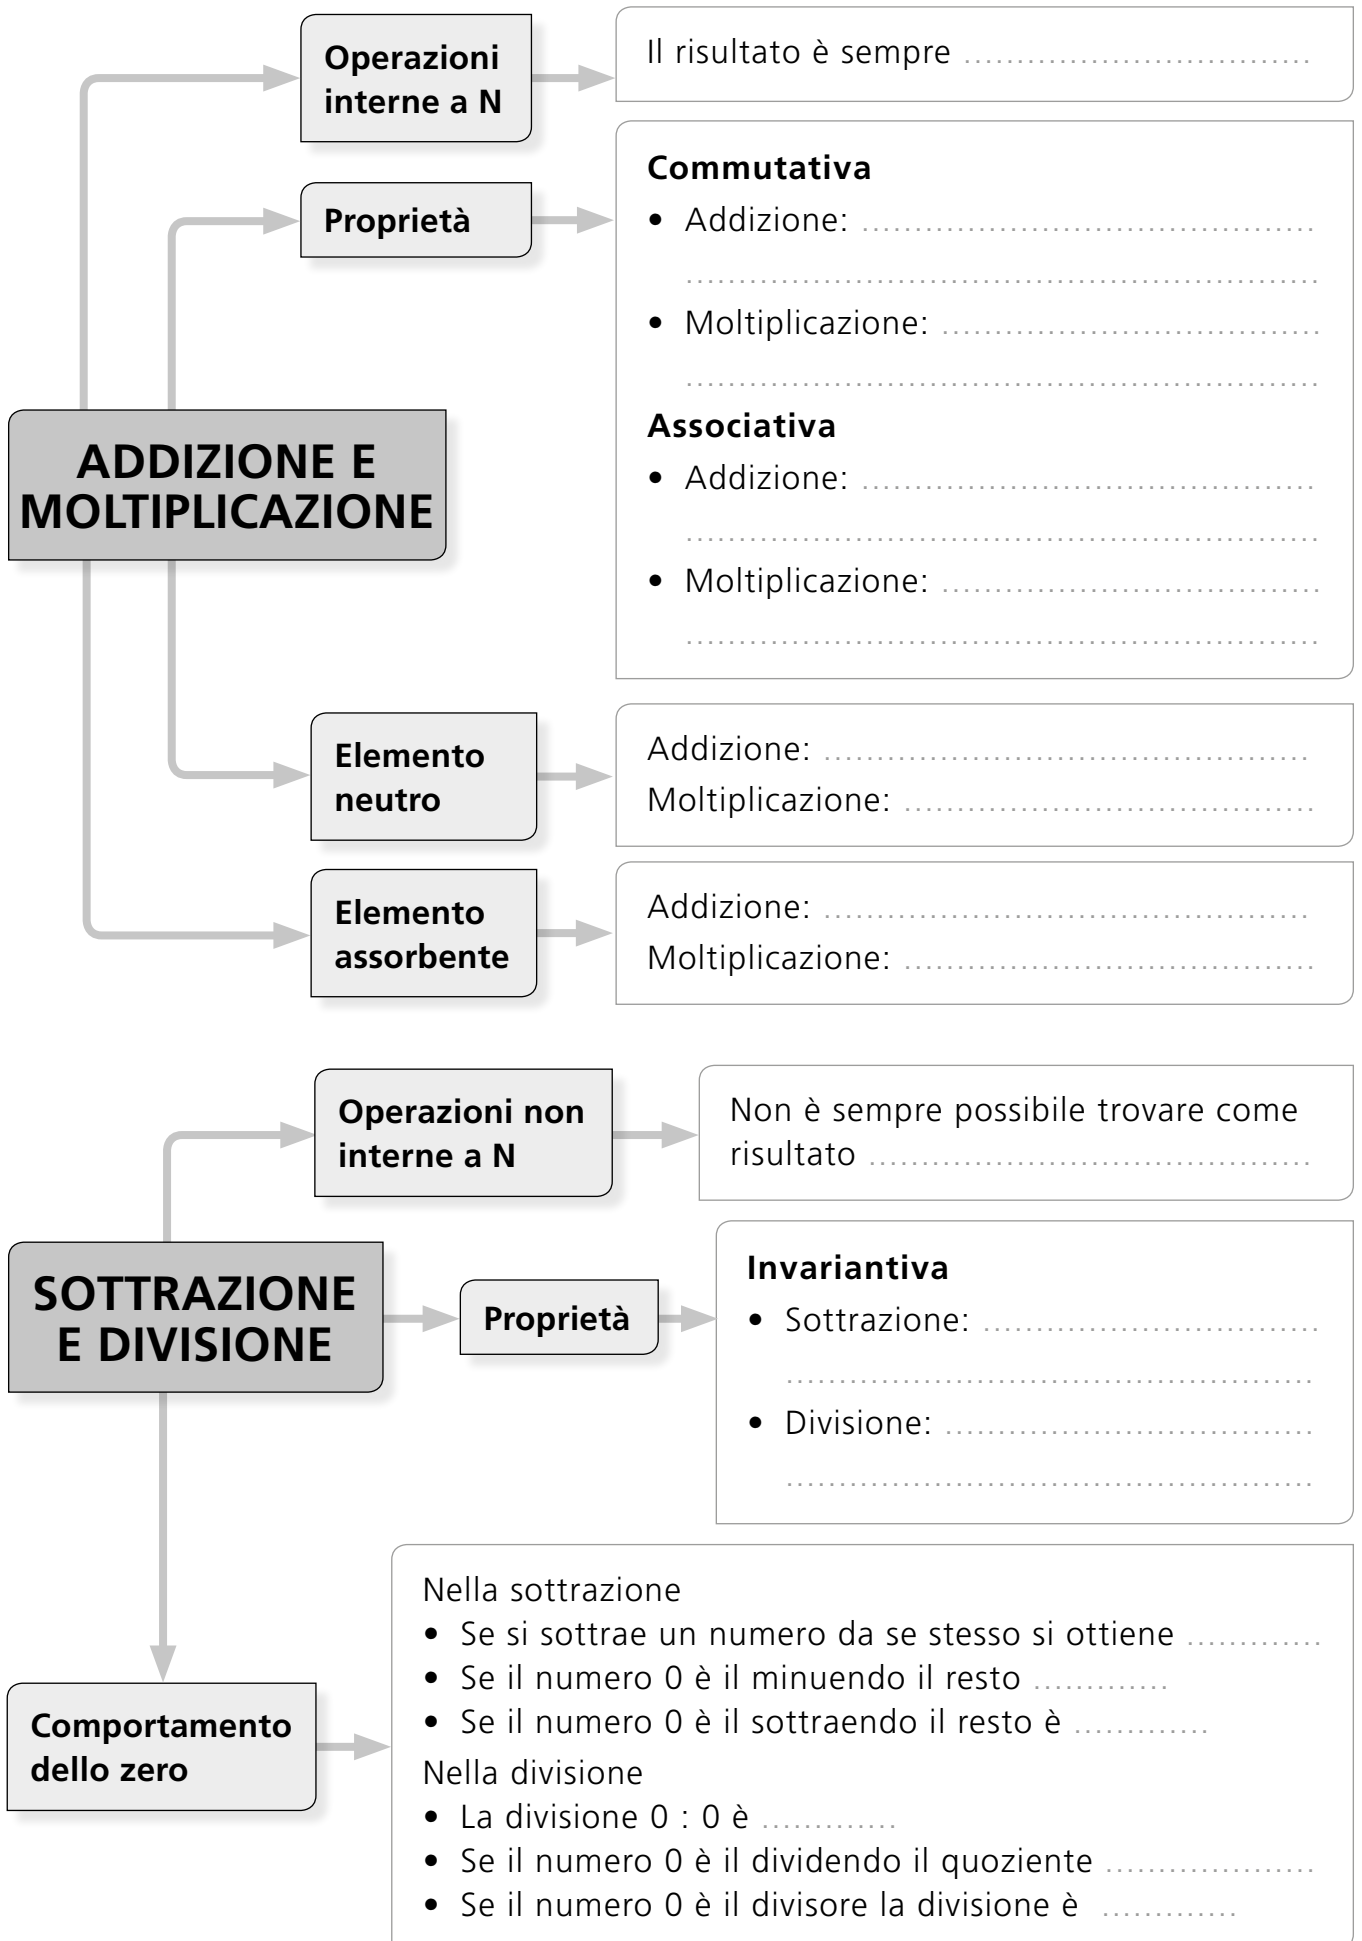 Operazioni
interne a N
Il risultato è sempre .................................
Proprietà
Commutativa
• Addizione: ...........................................
............................................................
• Moltiplicazione: ....................................
............................................................
Associativa
• Addizione: ...........................................
............................................................
• Moltiplicazione: ....................................
............................................................
ADDIZIONE E
MOLTIPLICAZIONE
Elemento
neutro
Addizione: ..............................................
Moltiplicazione: .......................................
Elemento
assorbente
Addizione: ..............................................
Moltiplicazione: .......................................
Operazioni non
interne a N
Non è sempre possibile trovare come
risultato ..........................................
SOTTRAZIONE
E DIVISIONE
Proprietà
Invariantiva
• Sottrazione: ................................
..................................................
• Divisione: ...................................
..................................................
Comportamento
dello zero
Nella sottrazione
• Se si sottrae un numero da se stesso si ottiene .............
• Se il numero 0 è il minuendo il resto .............
• Se il numero 0 è il sottraendo il resto è .............
Nella divisione
• La divisione 0 : 0 è .............
• Se il numero 0 è il dividendo il quoziente ....................
• Se il numero 0 è il divisore la divisione è .............